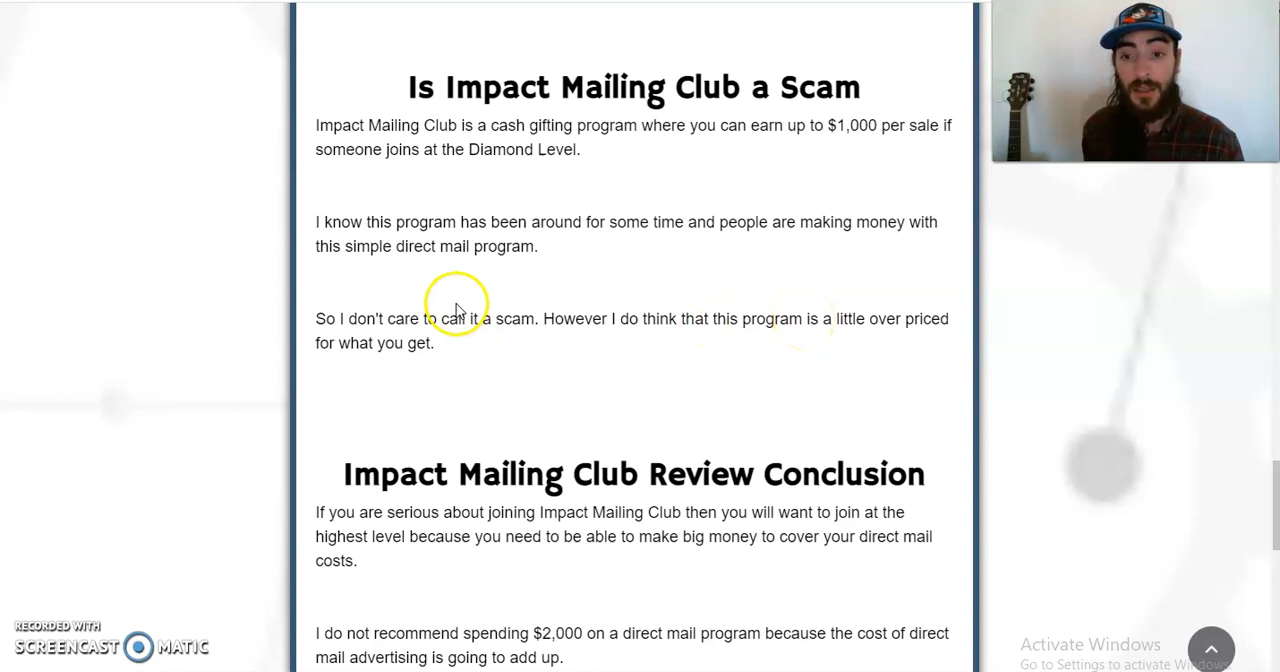 Is Impact Mailing Club a Scam
Impact Mailing Club is a cash gifting program where you can earn up to $1,000 per sale if
someone joins at the Diamond Level.
I know this program has been around for some time and people are making money with
this simple direct mail program.
So I don't care to call it a scam. However I do think that this program is a little over priced
for what you get.
Impact Mailing Club Review Conclusion
If you are serious about joining Impact Mailing Club then you will want to join at the
highest level because you need to be able to make big money to cover your direct mail
costs.
I do not recommend spending $2,000 on a direct mail program because the cost of direct
mail advertising is going to add up.
RECORDED WITH
SCREENCAST MATIC
Activate Windows
Go to Settings to activate Windows